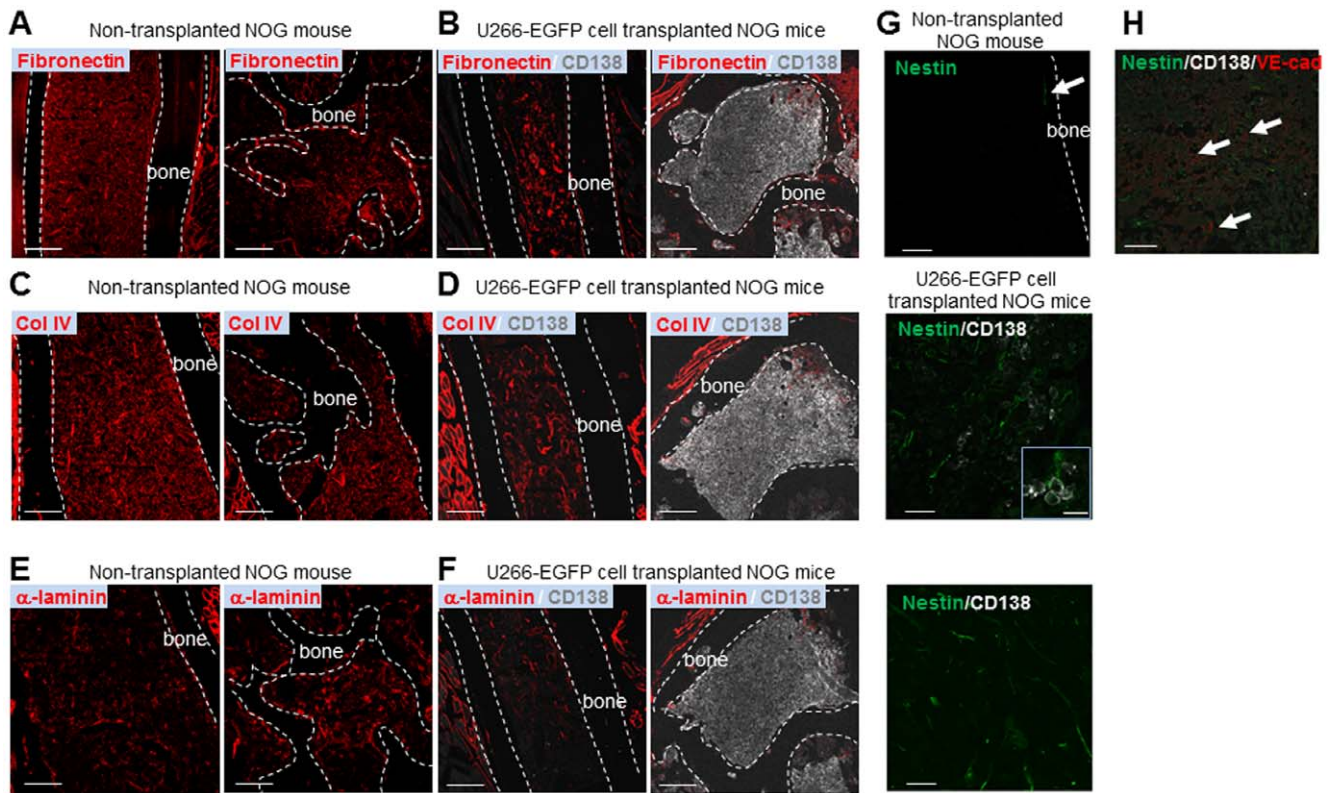 A
Non-transplanted NOG mouse
Fibronectin
bone
Fibronectin
bone
B
U266-EGFP cell transplanted NOG mice
Fibronectin/ CD138
bone
Fibronectin/ CD138
bone
C
Non-transplanted NOG mouse
Col IV
bone
Col IV
bone
D
U266-EGFP cell transplanted NOG mice
Col IV/ CD138
bone
Col IV/ CD138
bone
E
Non-transplanted NOG mouse
α-laminin
bone
α-laminin
bone
F
U266-EGFP cell transplanted NOG mice
α-laminin/ CD138
bone
α-laminin/ CD138
bone
G
Non-transplanted
NOG mouse
Nestin
bone
U266-EGFP cell
transplanted NOG mice
Nestin/CD138
Nestin/CD138
H
Nestin/CD138/VE-cad